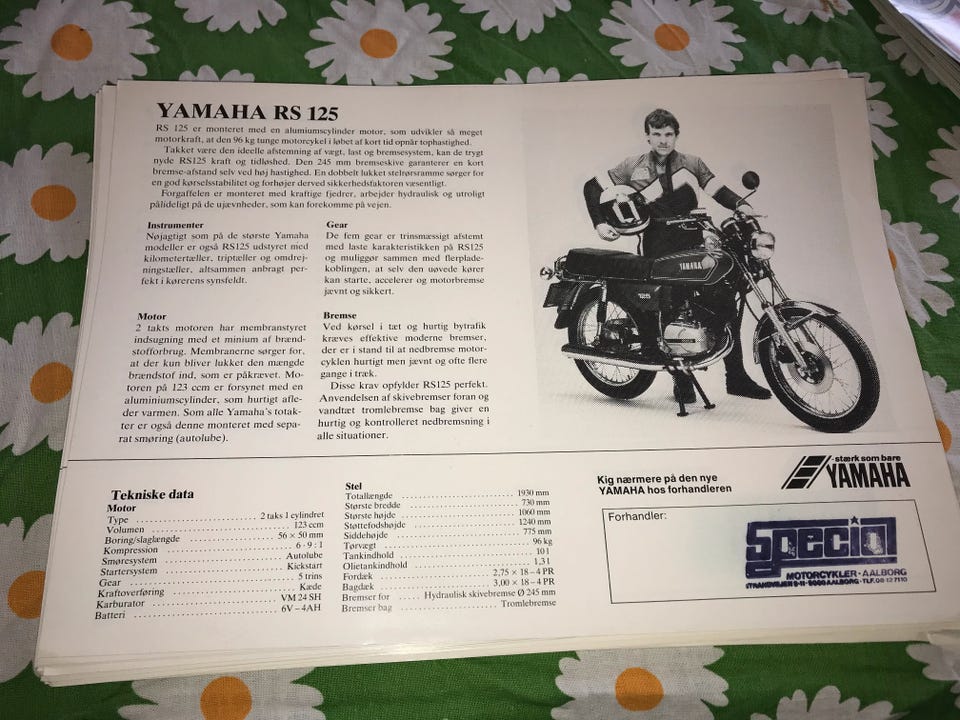 YAMAHA RS 125
RS 125 er monteret med en alumiumscylinder motor, som udvikler så meget
motorkraft, at den 96 kg tunge motorcykel i løbet af kort tid opnår tophastighed.
Takket være den ideelle afstemning af vægt, last og bremsesystem, kan de trygt
nyde RS125 kraft og tidløshed. Den 245 mm bremseskive garanterer en kort
bremse-afstand selv ved høj hastighed. En dobbelt lukket stelrørsramme sørger for
en god kørselsstabilitet og forhøjer derved sikkerhedsfaktoren væsentligt.
Forgaffelen er monteret med kraftige fjedrer, arbejder hydraulisk og utroligt
pålideligt på de ujævnheder, som kan forekomme på vejen.
Instrumenter
Nøjagtigt som på de største Yamaha
modeller er også RS125 udstyret med
kilometertæller, triptæller og omdrej-
ningstæller, altsammen anbragt per-
fekt i kørerens synsfeldt.
Gear
De fem gear er trinsmæssigt afstemt
med laste karakteristikken på RS125
og muliggør sammen med flerplade-
koblingen, at selv den uøvede kører
kan starte, accelerer og motorbremse
jævnt og sikkert.
Motor
2 takts motoren har membranstyret
indsugning med et minium af brænd-
stofforbrug. Membranerne sørger for,
at der kun bliver lukket den mængde
brændstof ind, som er påkrævet. Mo-
toren på 123 ccm er forsynet med en
aluminiumscylinder, som hurtigt afle-
der varmen. Som alle Yamaha's totak-
ter er også denne monteret med sepa-
rat smøring (autolube).
Bremse
Ved kørsel i tæt og hurtig bytrafik
kræves effektive moderne bremser,
der er i stand til at nedbremse motor-
cyklen hurtigt men jævnt og ofte flere
gange i træk.
Disse krav opfylder RS125 perfekt.
Anvendelsen af skivebremser foran og
vandtæt tromlebremse bag giver en
hurtig og kontrolleret nedbremsning i
alle situationer.
YAMAHA
125
Tekniske data
Motor
Type ........ 2 taks 1 cylindret
Volumen ........ 123 ccm
Boring/slaglængde ........ 56 × 50 mm
Kompression ........ 6 · 9 : 1
Smøresystem ........ Autolube
Startersystem ........ Kickstart
Gear ........ 5 trins
Kraftoverføring ........ Kæde
Karburator ........ VM 24 SH
Batteri ........ 6V – 4AH
Stel
Totallængde ........ 1930 mm
Største bredde ........ 730 mm
Største højde ........ 1060 mm
Støttefodshøjde ........ 1240 mm
Siddehøjde ........ 775 mm
Tørvægt ........ 96 kg
Tankindhold ........ 10 l
Olietankindhold ........ 1,3 l
Fordæk ........ 2,75 × 18 – 4 PR
Bagdæk ........ 3,00 × 18 – 4 PR
Bremser for ..... Hydraulisk skivebremse Ø 245 mm
Bremser bag ........ Tromlebremse
Kig nærmere på den nye
YAMAHA hos forhandleren
-stærk som bare
YAMAHA
Forhandler:
Special
MOTORCYKLER - AALBORG
STRANDVEJEN 9-11 - 9000 AALBORG - TLF. 08-12 7110